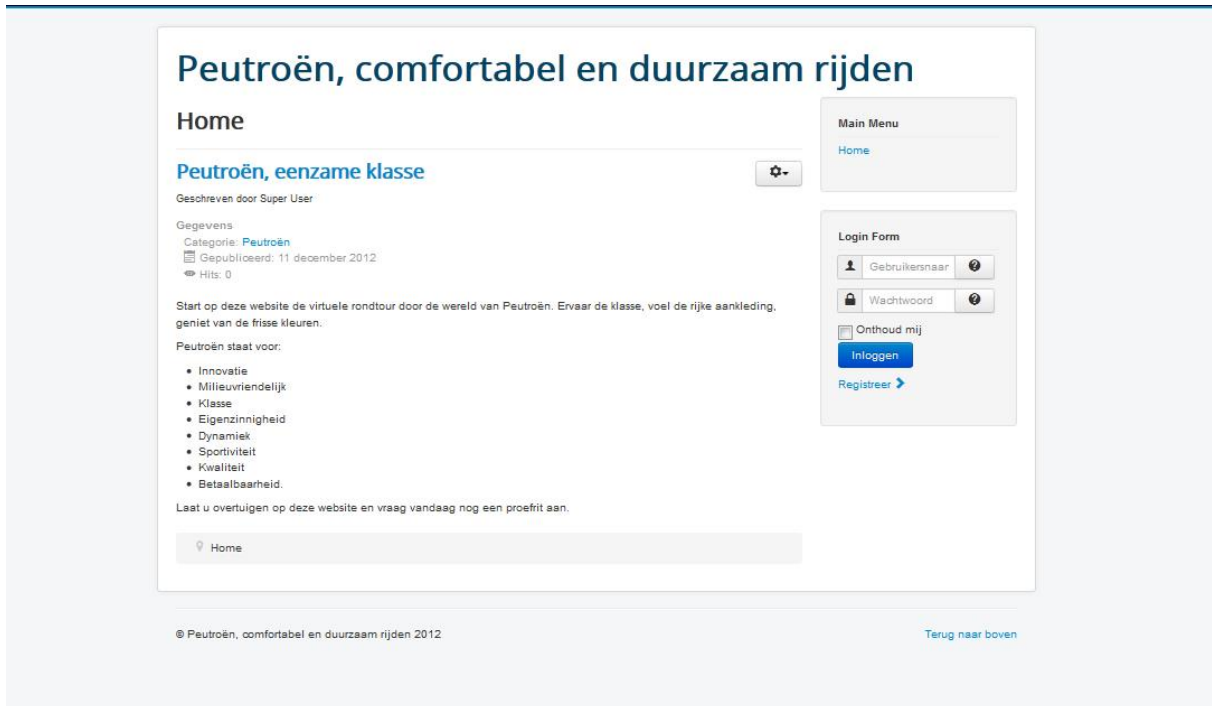 Peutroën, comfortabel en duurzaam rijden
Home
Peutroën, eenzame klasse
Geschreven door Super User
Gegevens
Categorie: Peutroën
Gepubliceerd: 11 december 2012
Hits: 0
Start op deze website de virtuele rondtour door de wereld van Peutroën. Ervaar de klasse, voel de rijke aankleding,
geniet van de frisse kleuren.
Peutroën staat voor:
• Innovatie
• Milieuvriendelijk
• Klasse
• Eigenzinnigheid
• Dynamiek
• Sportiviteit
• Kwaliteit
• Betaalbaarheid.
Laat u overtuigen op deze website en vraag vandaag nog een proefrit aan.
Home
Main Menu
Home
Login Form
Gebruikersnaar
Wachtwoord
Onthoud mij
Inloggen
Registreer
© Peutroën, comfortabel en duurzaam rijden 2012
Terug naar boven